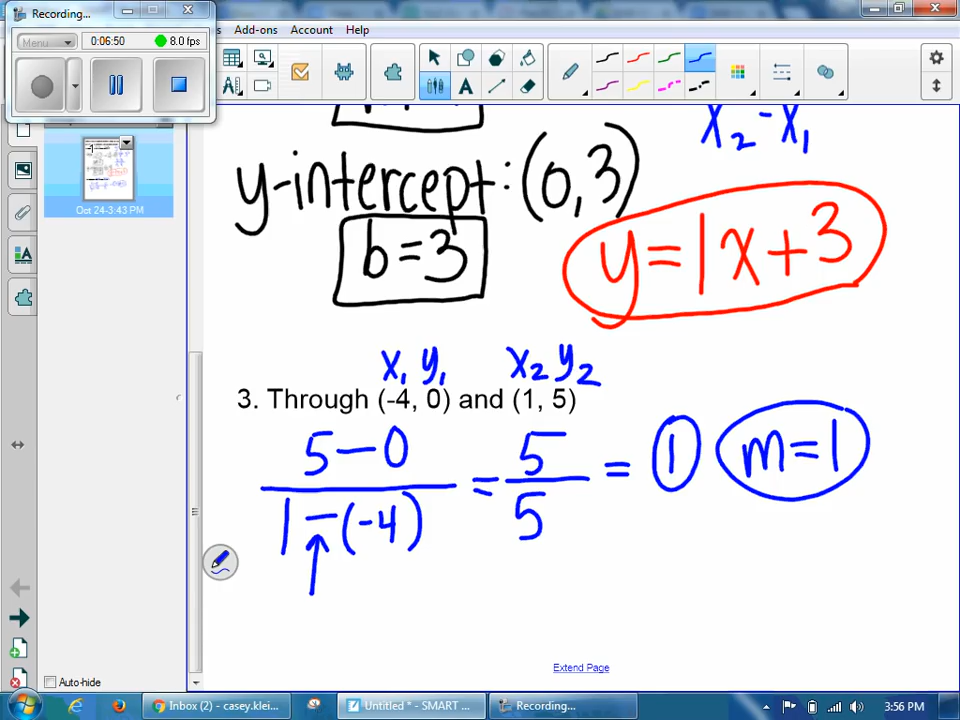 Recording...
Menu
0:06:50
8.0 fps
s Add-ons Account Help
x₂ - x₁
y-intercept: (0, 3)
b = 3
y = 1x + 3
x₁ y₁ x₂ y₂
3. Through (-4, 0) and (1, 5)
5 - 0
1 - (-4)
= 5/5 = 1 m = 1
Oct 24-3:43 PM
Extend Page
Auto-hide
Inbox (2) - casey.klei...
Untitled * - SMART ...
Recording...
3:56 PM